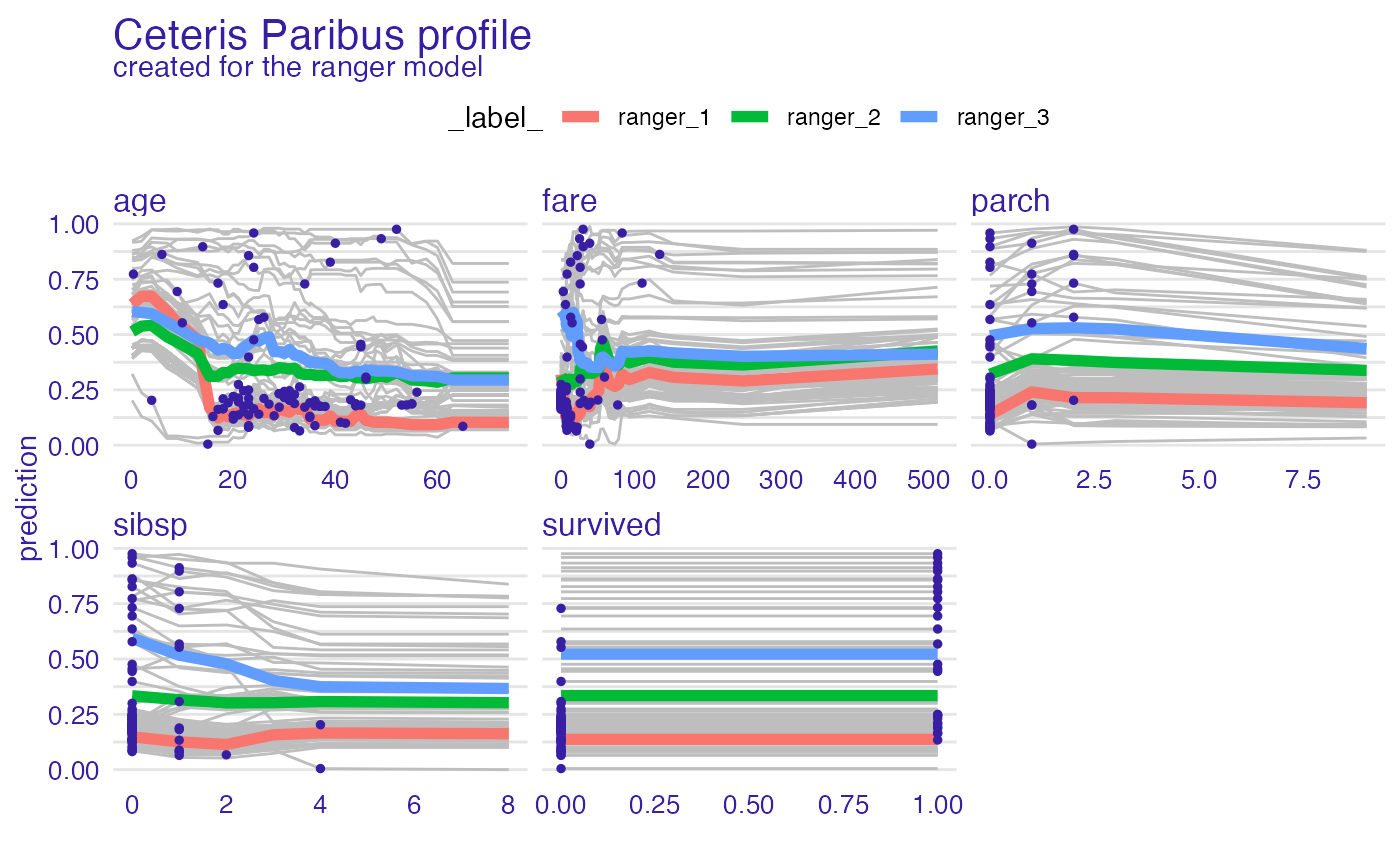 Ceteris Paribus profile
created for the ranger model
_label_ ranger_1 ranger_2 ranger_3
age fare parch
1.00
0.75
0.50
0.25
0.00
0 20 40 60 0 100 200 300 400 500 0.0 2.5 5.0 7.5
prediction
sibsp survived
1.00
0.75
0.50
0.25
0.00
0 2 4 6 8 0.00 0.25 0.50 0.75 1.00